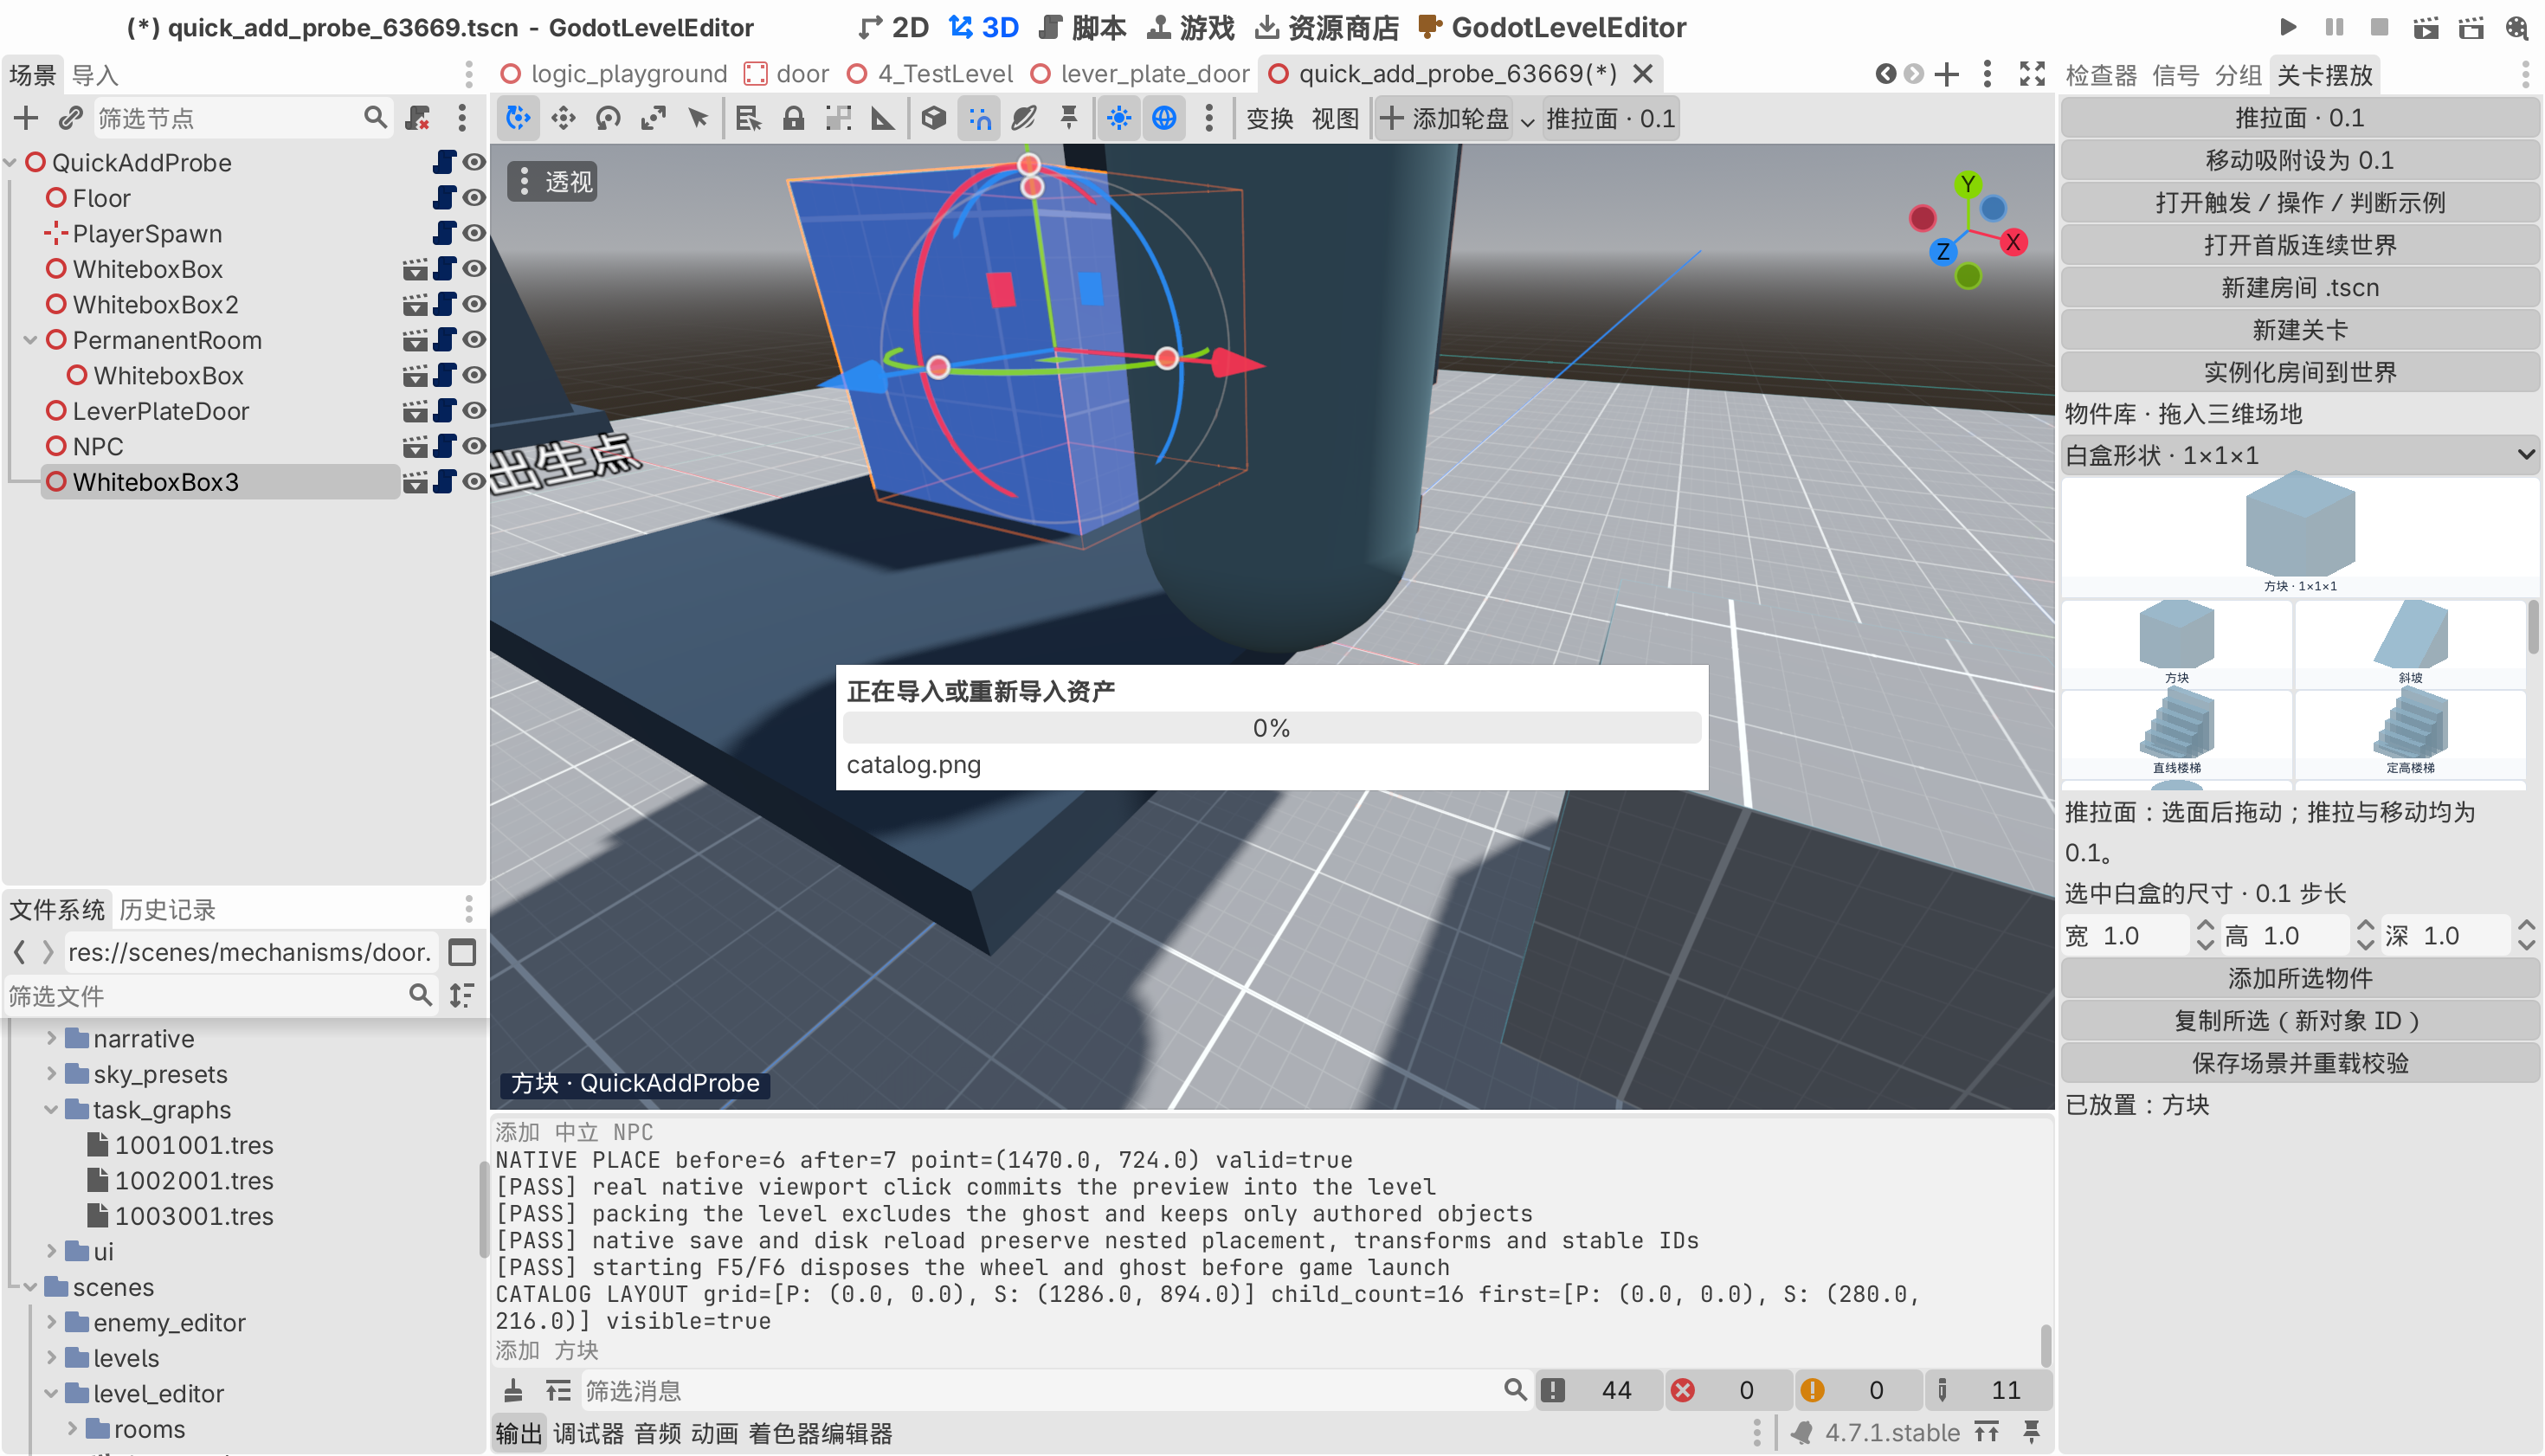 (*) quick_add_probe_63669.tscn - GodotLevelEditor
2D 3D 脚本 游戏 资源商店 GodotLevelEditor
场景 导入
筛选节点
QuickAddProbe
Floor
PlayerSpawn
WhiteboxBox
WhiteboxBox2
PermanentRoom
WhiteboxBox
LeverPlateDoor
NPC
WhiteboxBox3
文件系统 历史记录
res://scenes/mechanisms/door.
筛选文件
narrative
sky_presets
task_graphs
1001001.tres
1002001.tres
1003001.tres
ui
scenes
enemy_editor
levels
level_editor
rooms
logic_playground door 4_TestLevel lever_plate_door quick_add_probe_63669(*)
变换 视图 添加轮盘 推拉面 · 0.1
透视
Y
X
Z
出生点
正在导入或重新导入资产
0%
catalog.png
方块 · QuickAddProbe
添加 中立 NPC
NATIVE PLACE before=6 after=7 point=(1470.0, 724.0) valid=true
[PASS] real native viewport click commits the preview into the level
[PASS] packing the level excludes the ghost and keeps only authored objects
[PASS] native save and disk reload preserve nested placement, transforms and stable IDs
[PASS] starting F5/F6 disposes the wheel and ghost before game launch
CATALOG LAYOUT grid=[P: (0.0, 0.0), S: (1286.0, 894.0)] child_count=16 first=[P: (0.0, 0.0), S: (280.0,
216.0)] visible=true
添加 方块
筛选消息 44 0 0 11
输出 调试器 音频 动画 着色器编辑器 4.7.1.stable
检查器 信号 分组 关卡摆放
推拉面 · 0.1
移动吸附设为 0.1
打开触发 / 操作 / 判断示例
打开首版连续世界
新建房间 .tscn
新建关卡
实例化房间到世界
物件库 · 拖入三维场地
白盒形状 · 1×1×1
方块 · 1×1×1
方块 斜坡
直线楼梯 定高楼梯
推拉面：选面后拖动；推拉与移动均为
0.1。
选中白盒的尺寸 · 0.1 步长
宽 1.0 高 1.0 深 1.0
添加所选物件
复制所选（新对象 ID）
保存场景并重载校验
已放置：方块